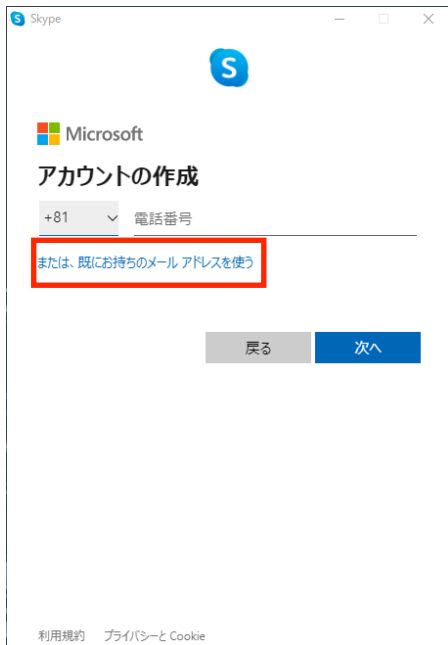 Skype
Microsoft
アカウントの作成
+81 電話番号
または、既にお持ちのメール アドレスを使う
戻る 次へ
利用規約 プライバシーと Cookie